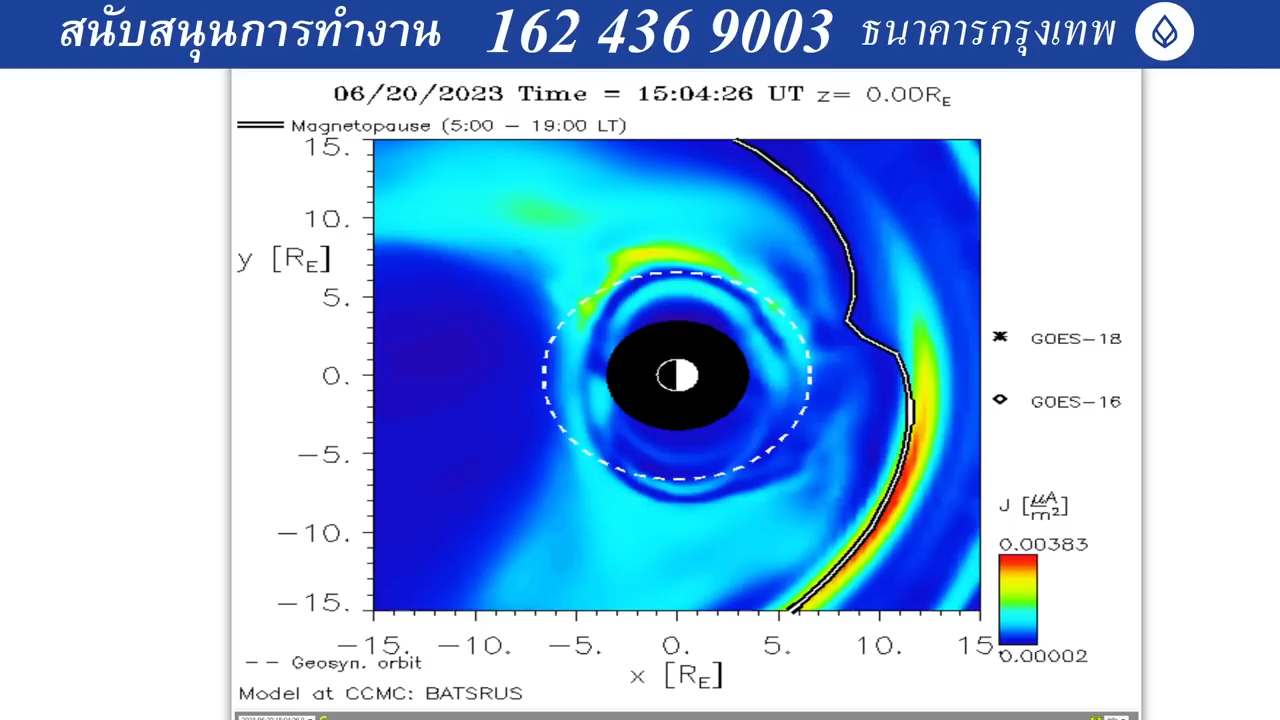 สนับสนุนการทำงาน 162 436 9003 ธนาคารกรุงเทพ
06/20/2023 Time = 15:04:26 UT z= 0.00RE
Magnetopause (5:00 – 19:00 LT)
15.
10.
y [RE]
5.
0.
−5.
−10.
−15.
−15. −10. −5. 0. 5. 10. 15.
x [RE]
GOES−18
GOES−16
J [μA/m²]
0.00383
0.00002
−− Geosyn. orbit
Model at CCMC: BATSRUS